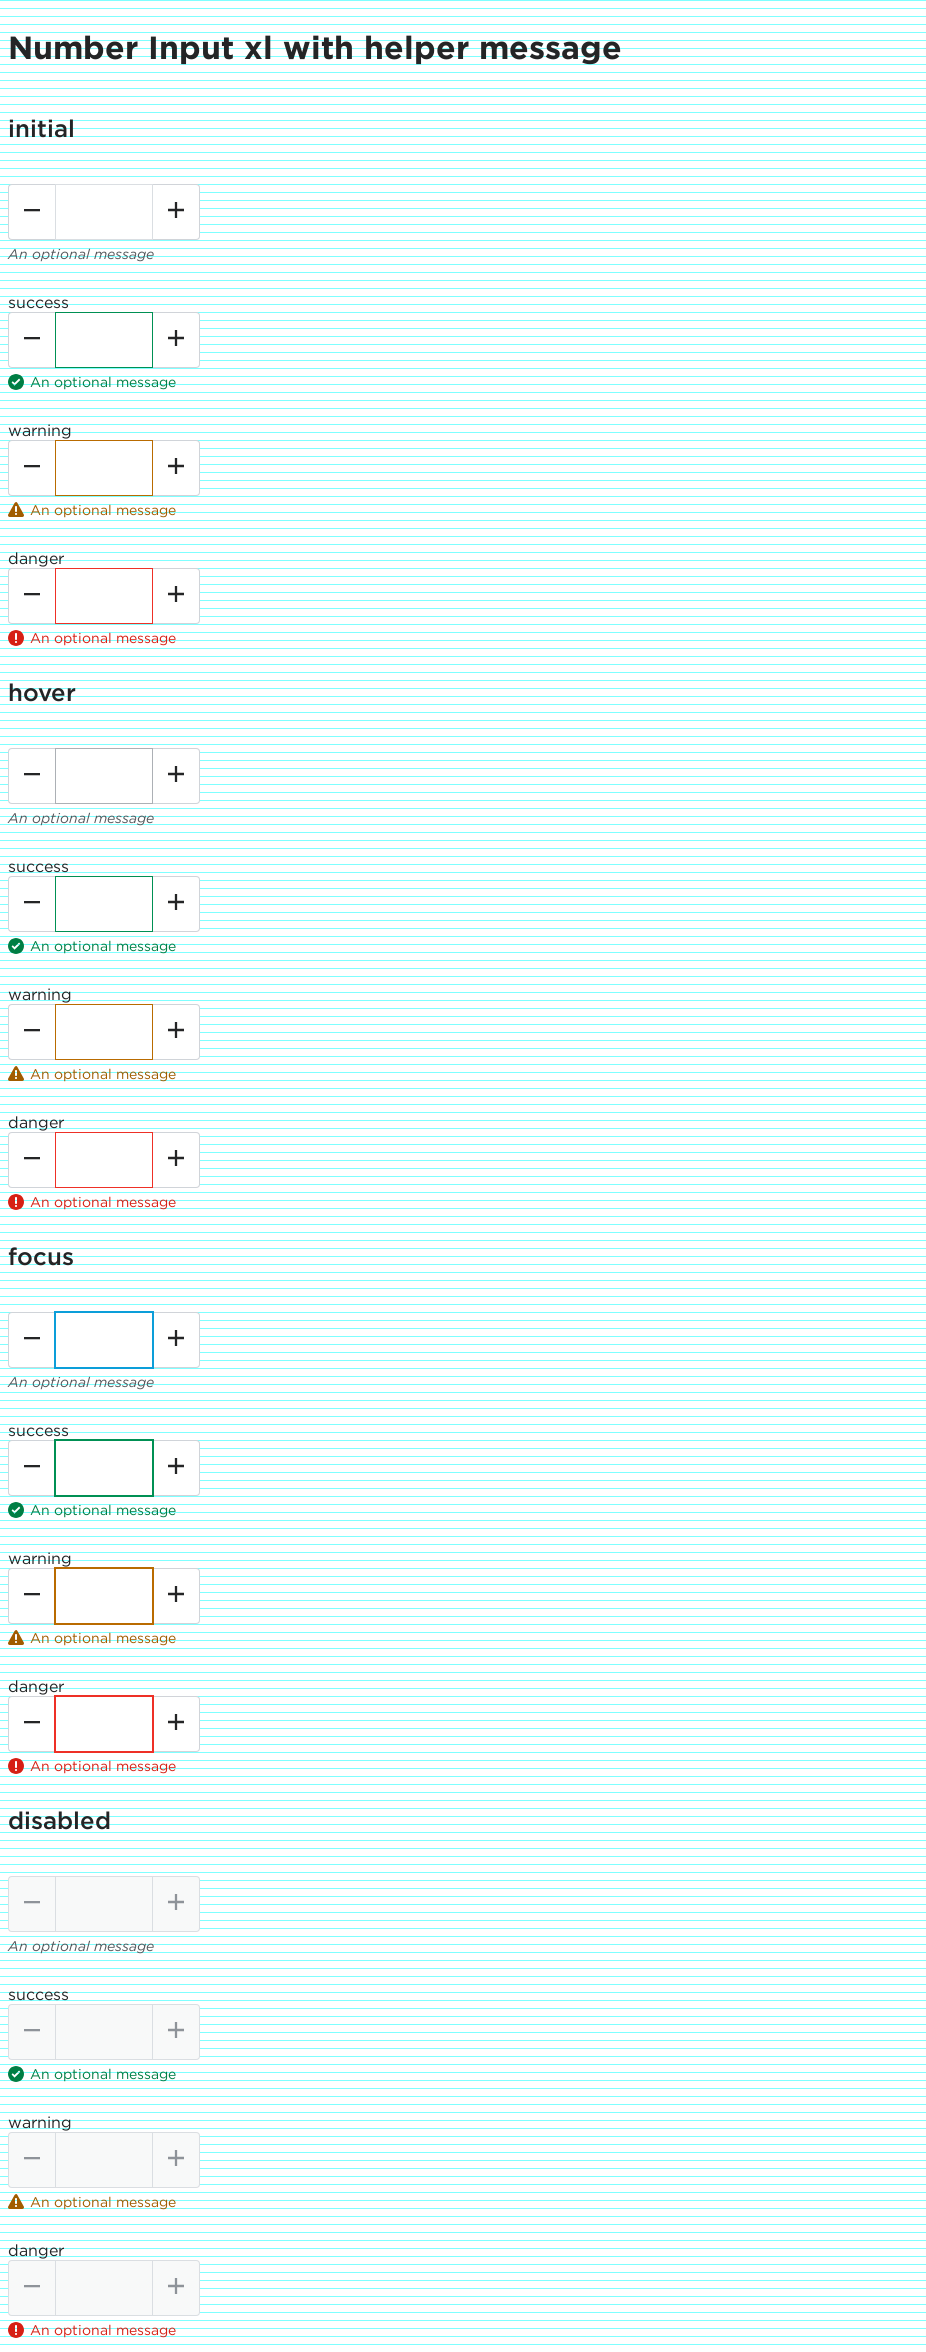 Number Input xl with helper message
initial
An optional message
success
An optional message
warning
An optional message
danger
An optional message
hover
An optional message
success
An optional message
warning
An optional message
danger
An optional message
focus
An optional message
success
An optional message
warning
An optional message
danger
An optional message
disabled
An optional message
success
An optional message
warning
An optional message
danger
An optional message